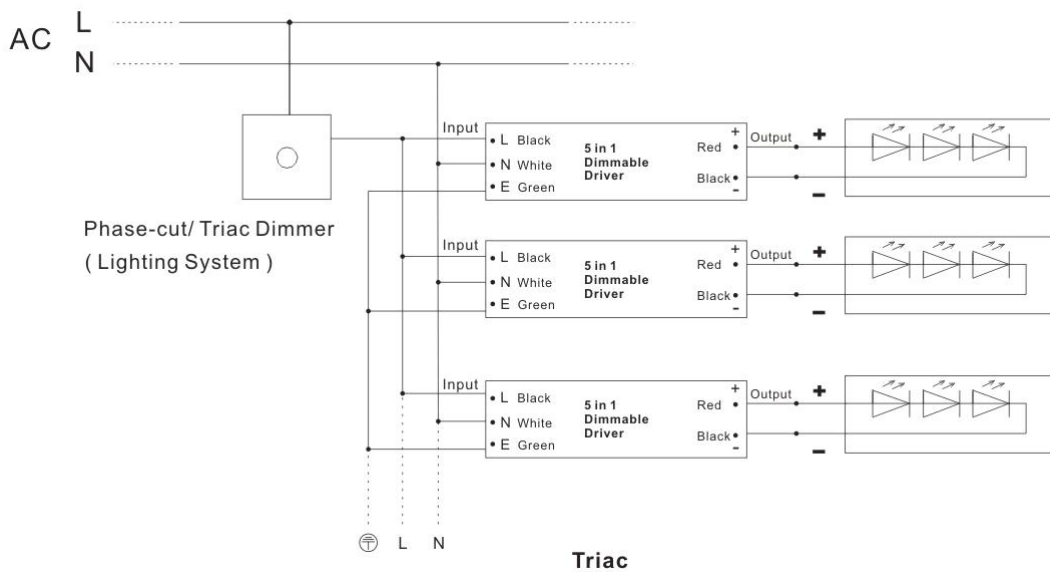 AC L
N
Input
L Black
N White
E Green
5 in 1
Dimmable
Driver
+
Red
Black
-
Output
+
-
Phase-cut/ Triac Dimmer
( Lighting System )
Input
L Black
N White
E Green
5 in 1
Dimmable
Driver
+
Red
Black
-
Output
+
-
Input
L Black
N White
E Green
5 in 1
Dimmable
Driver
+
Red
Black
-
Output
+
-
L N
Triac